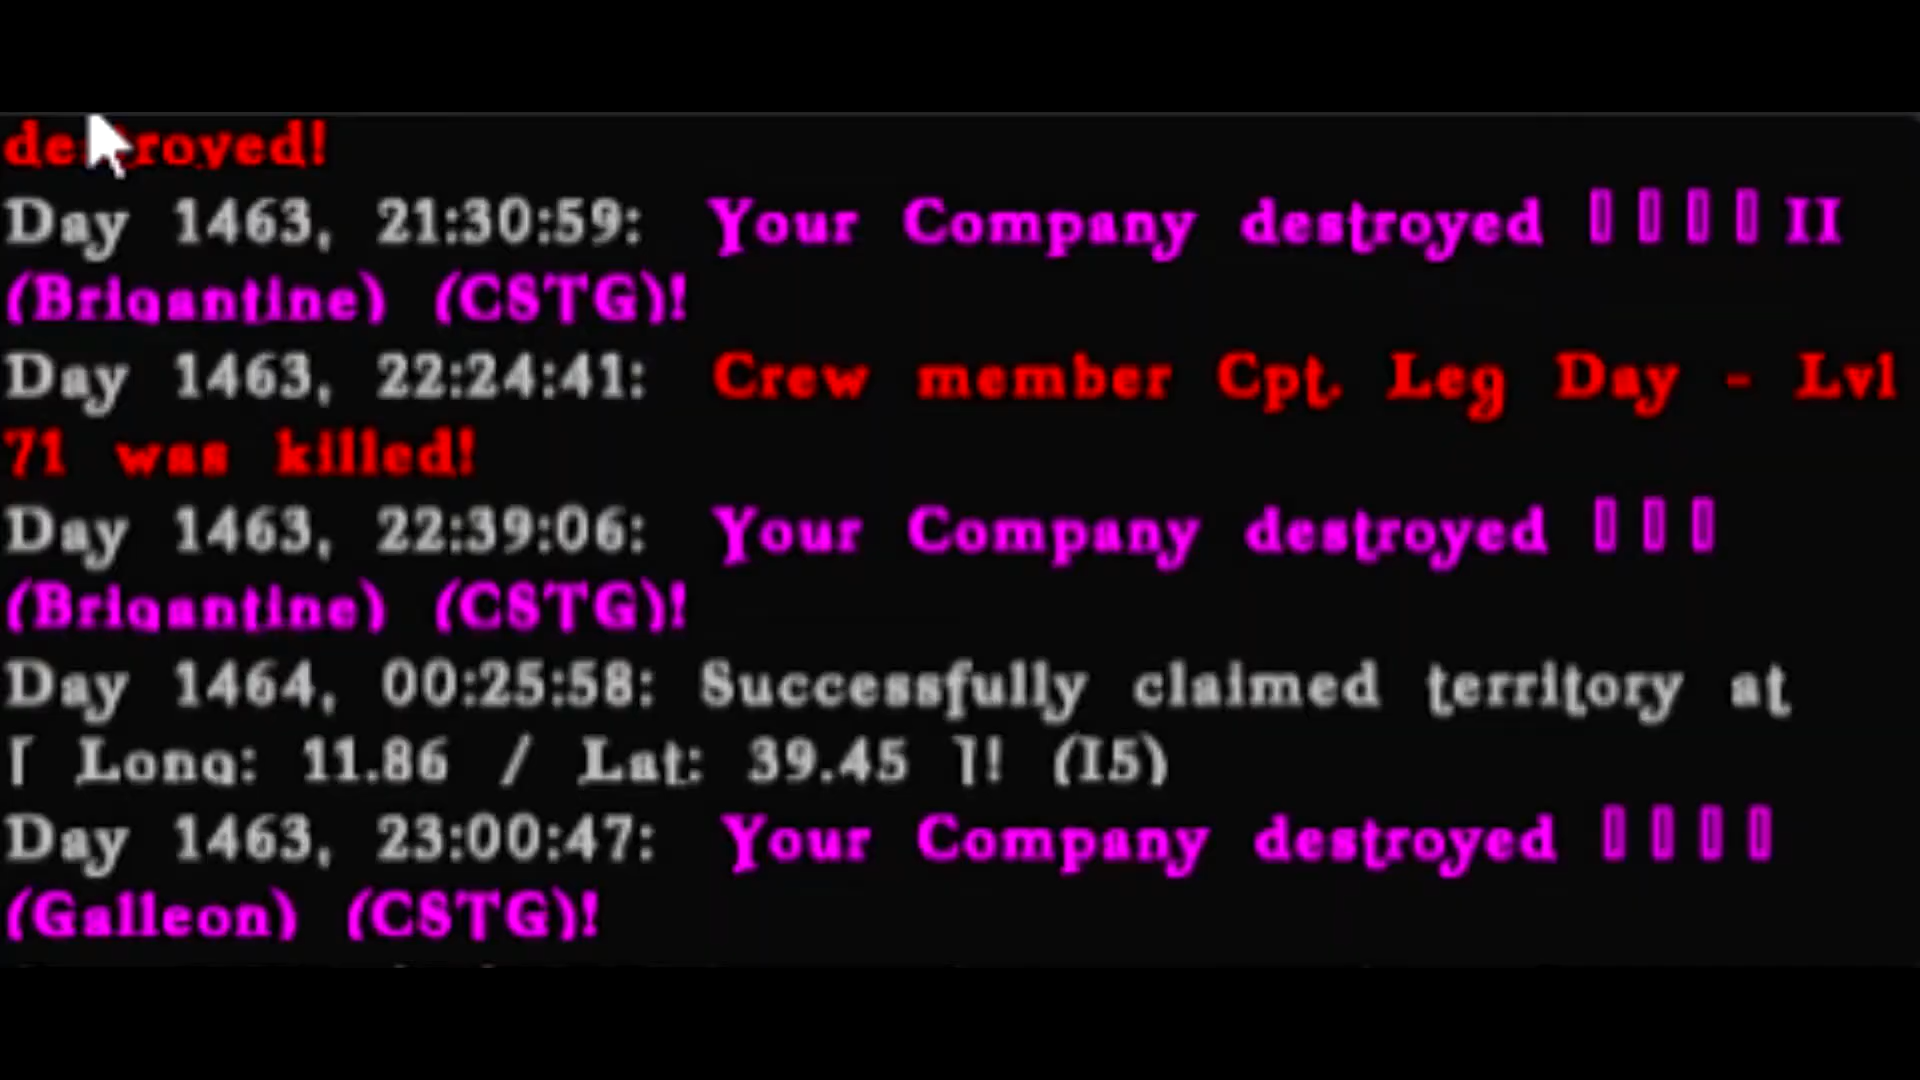 destroyed!
Day 1463, 21:30:59: Your Company destroyed ▯▯▯▯II
(Brigantine) (CSTG)!
Day 1463, 22:24:41: Crew member Cpt. Leg Day - Lvl
71 was killed!
Day 1463, 22:39:06: Your Company destroyed ▯▯▯
(Brigantine) (CSTG)!
Day 1464, 00:25:58: Successfully claimed territory at
[ Long: 11.86 / Lat: 39.45 ]! (I5)
Day 1463, 23:00:47: Your Company destroyed ▯▯▯▯
(Galleon) (CSTG)!